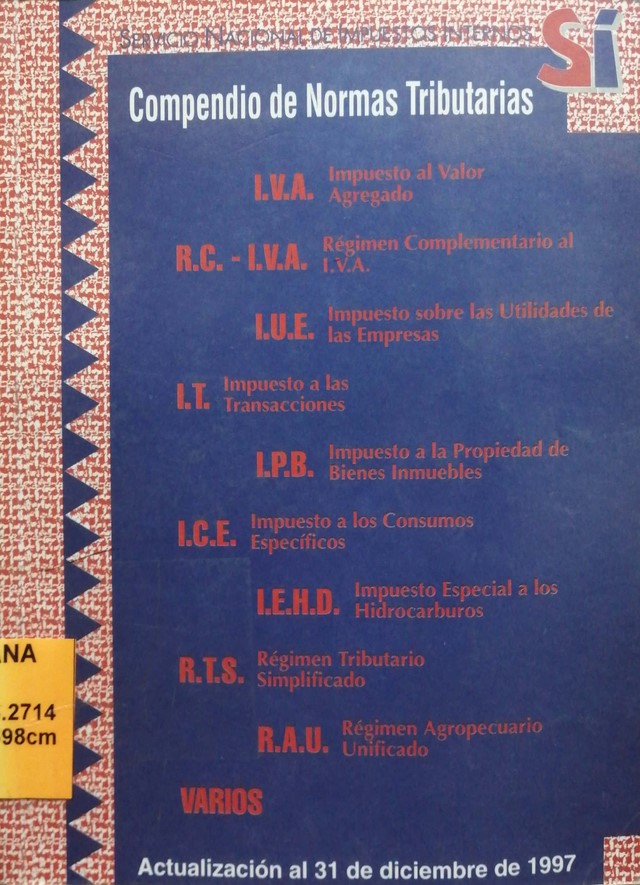 SERVICIO NACIONAL DE IMPUESTOS INTERNOS
Sí
Compendio de Normas Tributarias
I.V.A. Impuesto al Valor
Agregado
R.C. - I.V.A. Régimen Complementario al
I.V.A.
I.U.E. Impuesto sobre las Utilidades de
las Empresas
I.T. Impuesto a las
Transacciones
I.P.B. Impuesto a la Propiedad de
Bienes Inmuebles
I.C.E. Impuesto a los Consumos
Específicos
I.E.H.D. Impuesto Especial a los
Hidrocarburos
R.T.S. Régimen Tributario
Simplificado
R.A.U. Régimen Agropecuario
Unificado
VARIOS
Actualización al 31 de diciembre de 1997
.2714
98cm